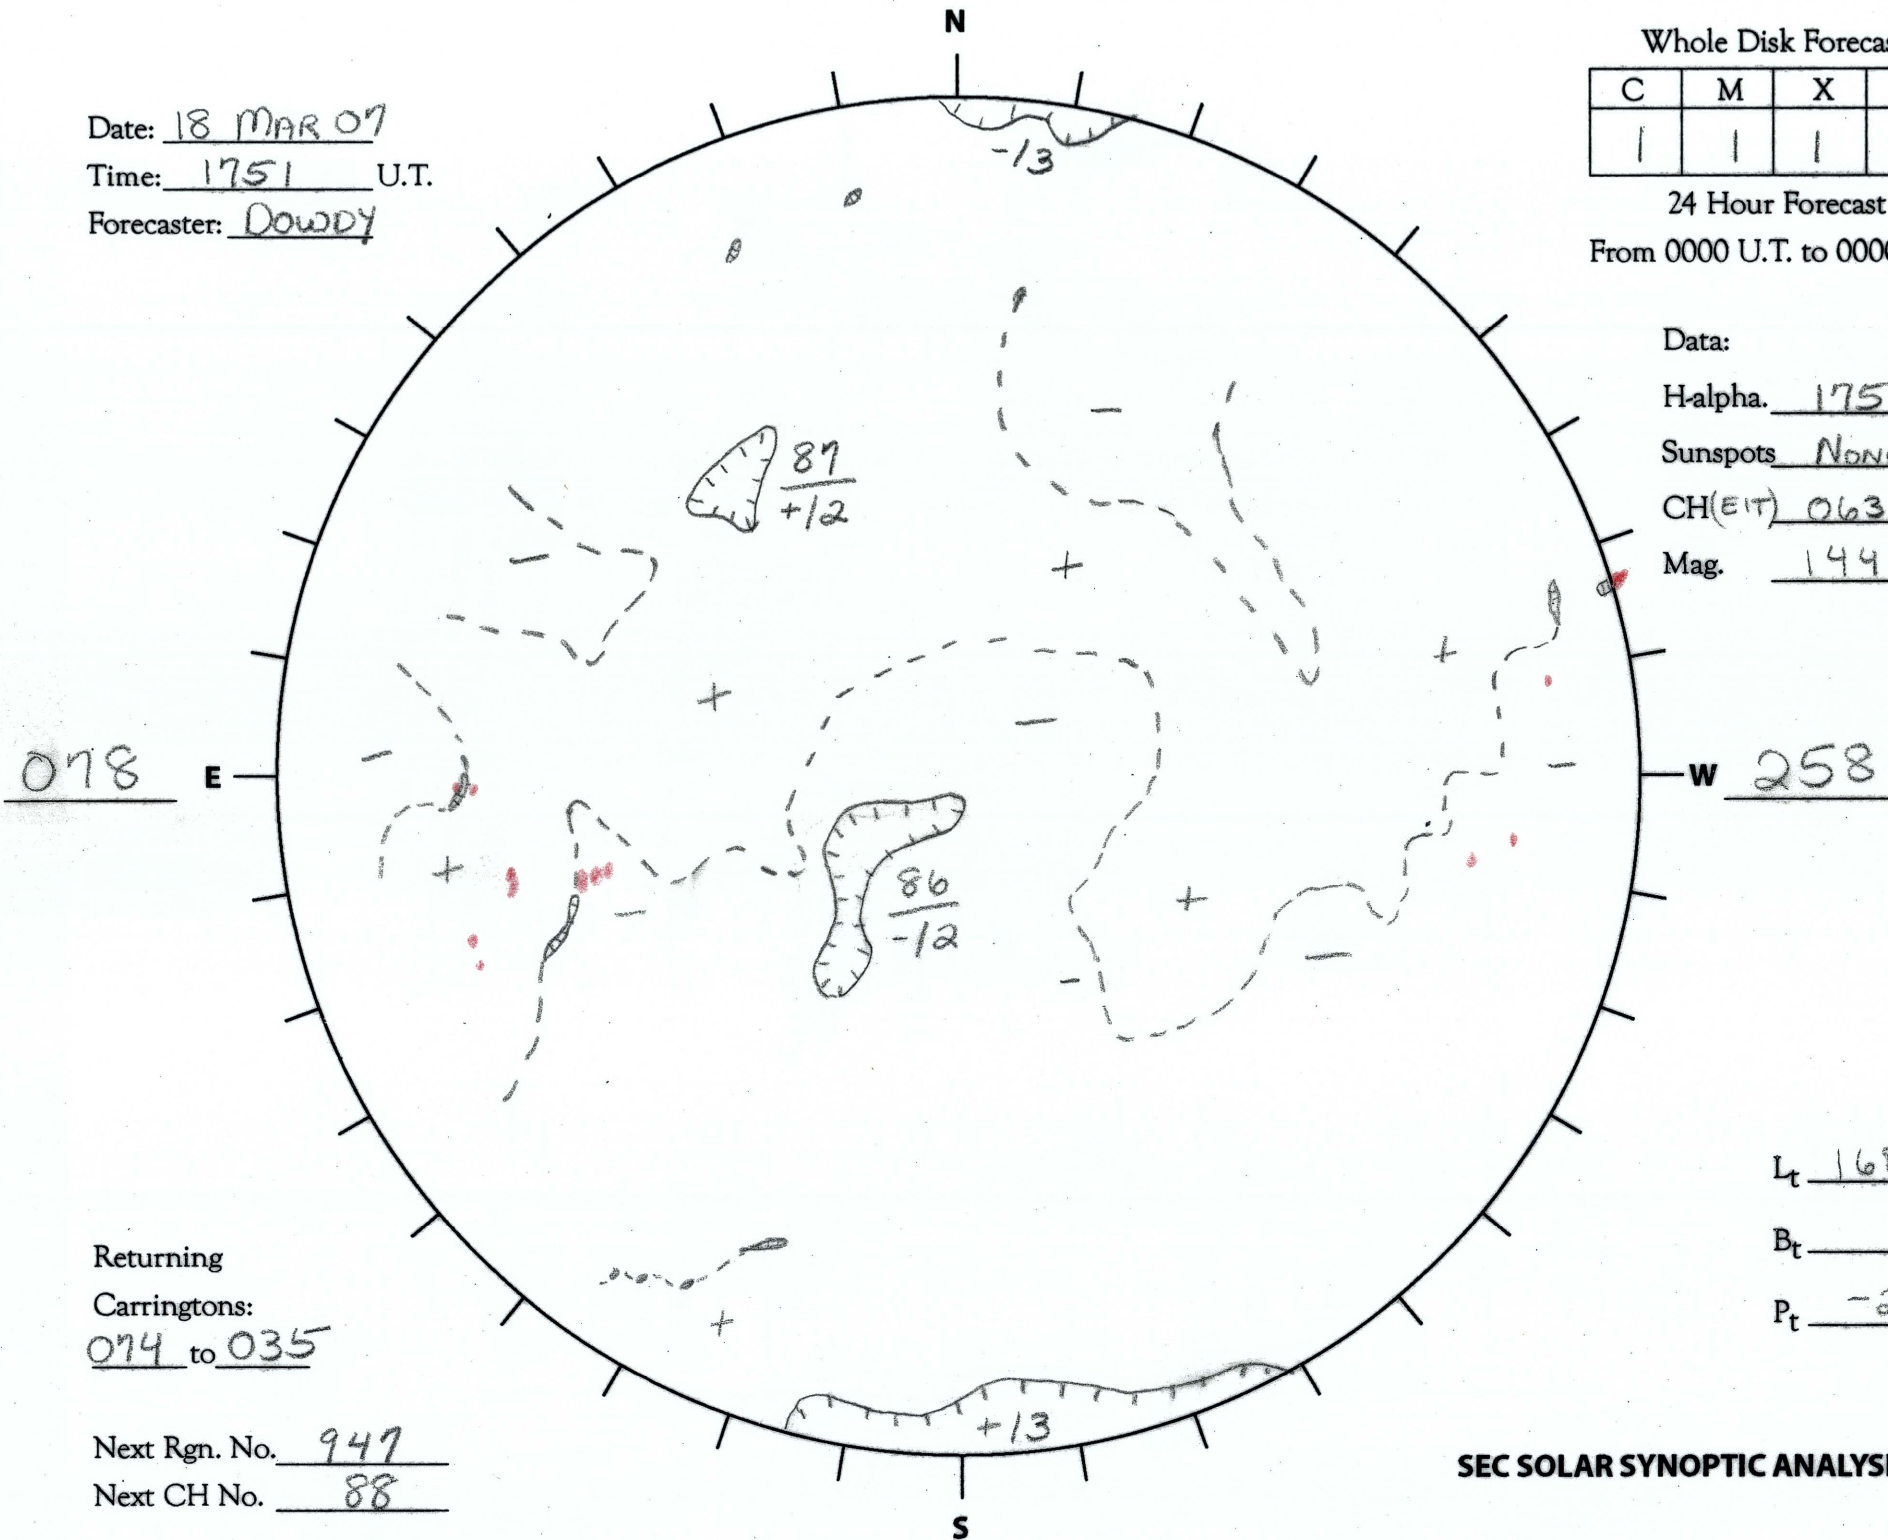 N
Date: 18 MAR 07
Time: 1751 U.T.
Forecaster: DOWDY
Whole Disk Foreca
C M X
1 1 1
24 Hour Forecast
From 0000 U.T. to 000
Data:
H-alpha. 175
Sunspots NON
CH(EIT) 063
Mag. 144
-13
87
+12
-
-
+
+
+
-
-
078 E
W 258
-
+
86
-12
-
+
-
-
Returning
Carringtons:
074 to 035
Next Rgn. No. 947
Next CH No. 88
+
+13
Lt 16
Bt
Pt -2
SEC SOLAR SYNOPTIC ANALYS
S